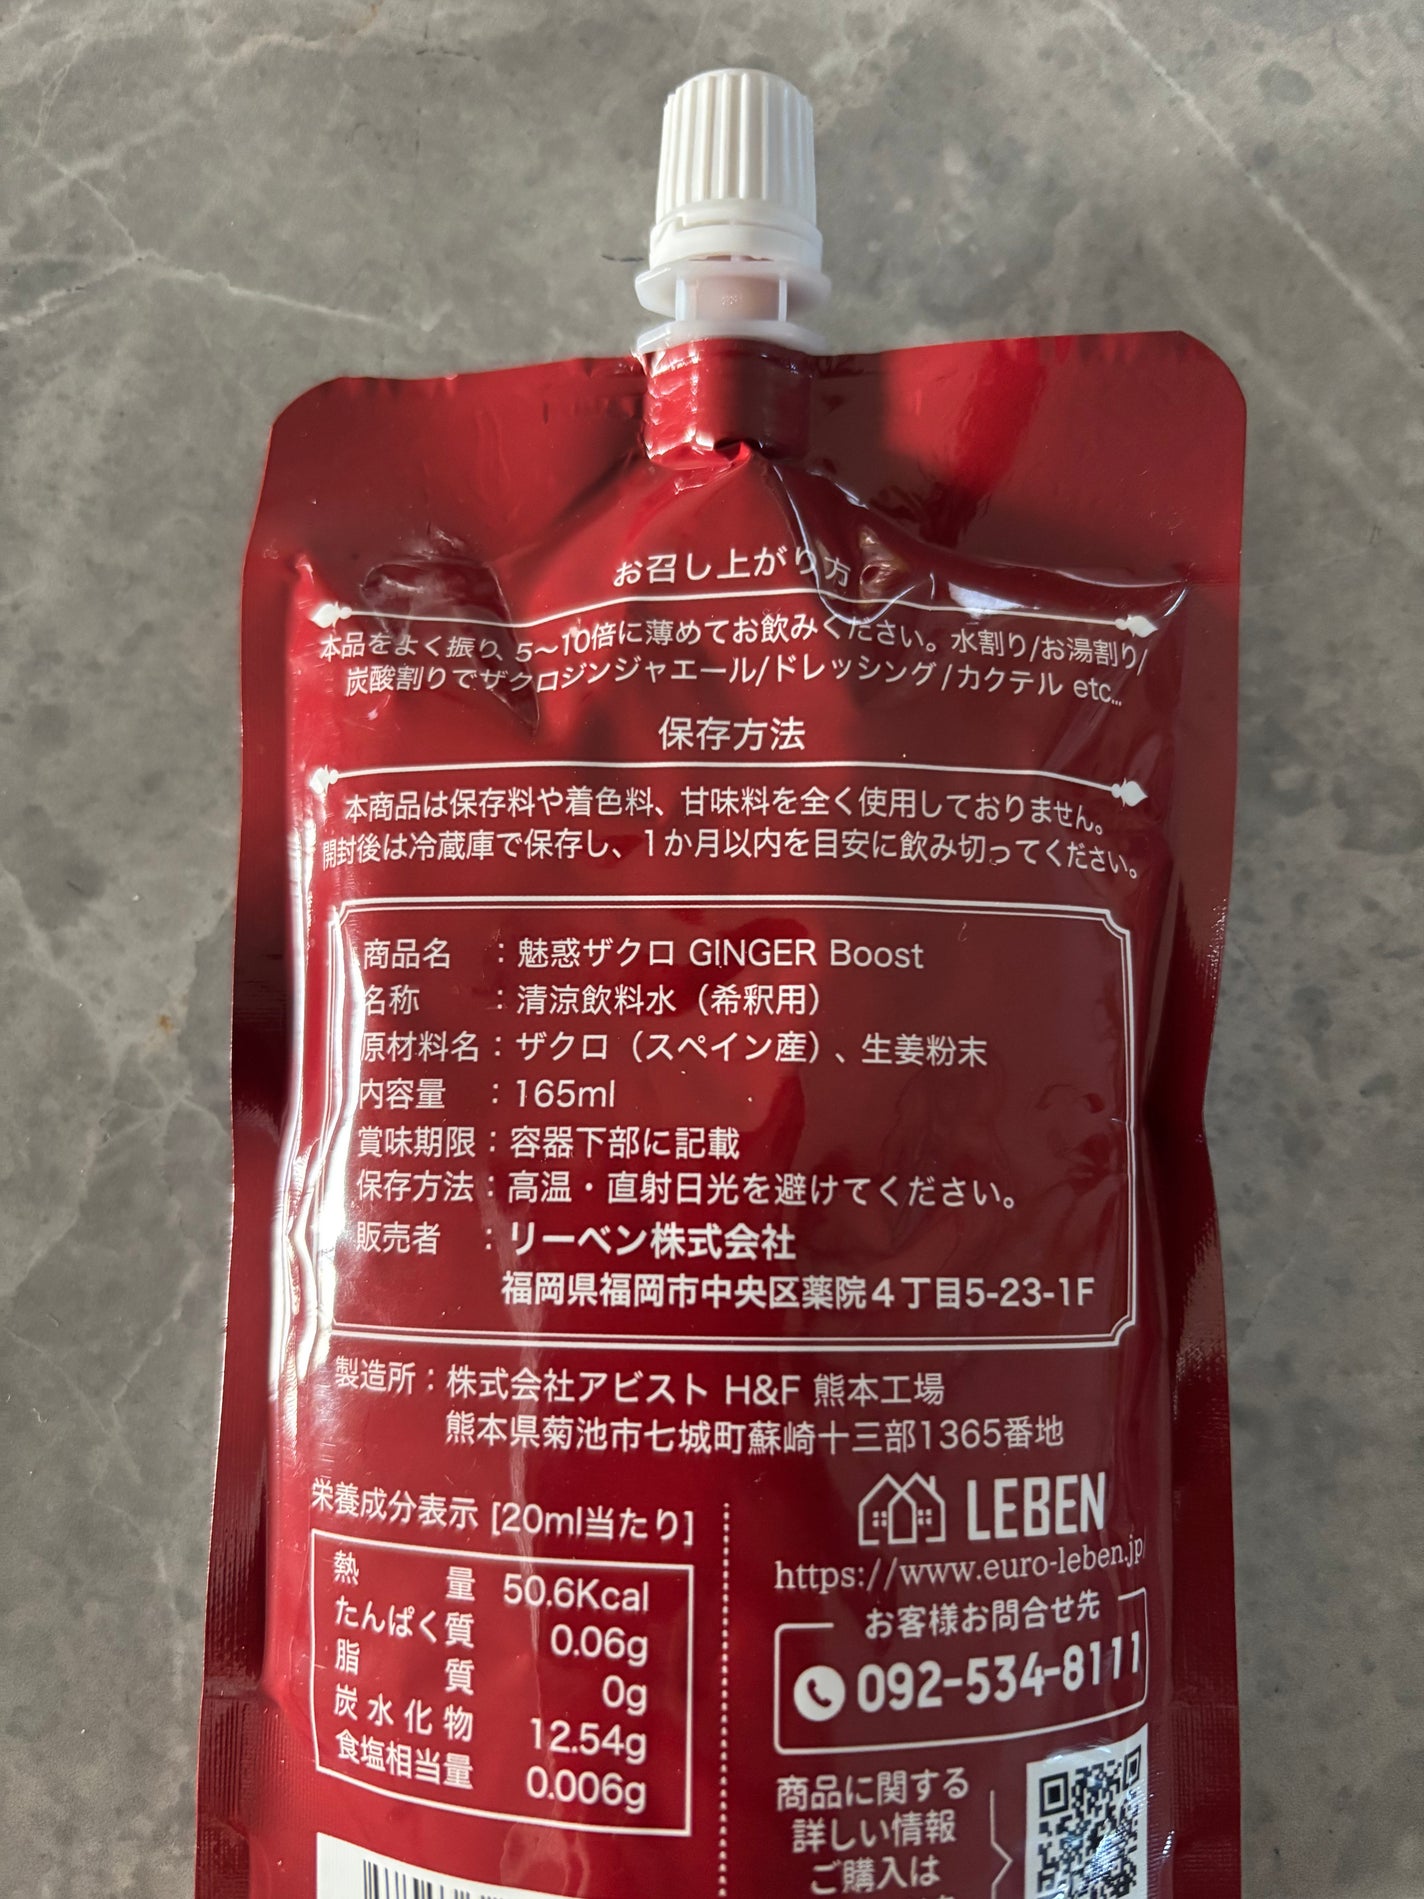 お召し上がり方
本品をよく振り、5〜10倍に薄めてお飲みください。水割り/お湯割り/
炭酸割りでザクロジンジャエール/ドレッシング/カクテル etc...
保存方法
本商品は保存料や着色料、甘味料を全く使用しておりません。
開封後は冷蔵庫で保存し、1か月以内を目安に飲み切ってください。
商品名 ：魅惑ザクロ GINGER Boost
名称 ：清涼飲料水（希釈用）
原材料名：ザクロ（スペイン産）、生姜粉末
内容量 ：165ml
賞味期限：容器下部に記載
保存方法：高温・直射日光を避けてください。
販売者 ：リーベン株式会社
福岡県福岡市中央区薬院４丁目5-23-1F
製造所：株式会社アビスト H&F 熊本工場
熊本県菊池市七城町蘇崎十三部1365番地
栄養成分表示 [20ml当たり]
熱量 50.6Kcal
たんぱく質 0.06g
脂質 0g
炭水化物 12.54g
食塩相当量 0.006g
LEBEN
https://www.euro-leben.jp/
お客様お問合せ先
092-534-8111
商品に関する
詳しい情報
ご購入は